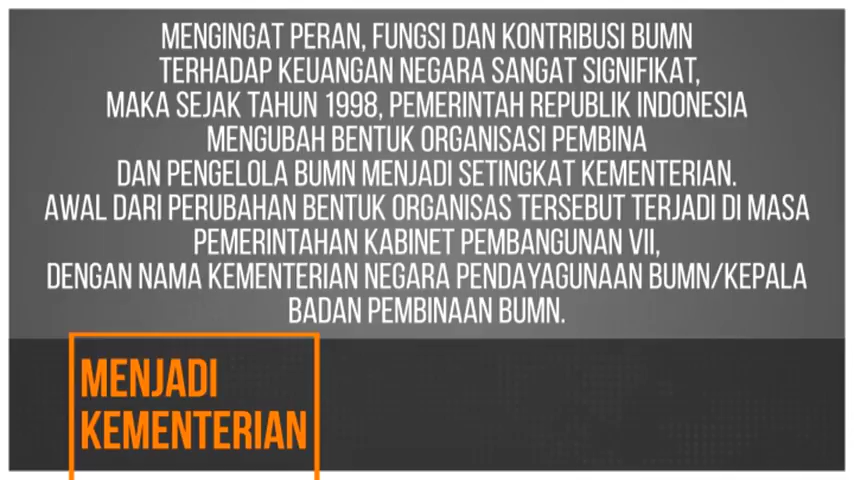 MENGINGAT PERAN, FUNGSI DAN KONTRIBUSI BUMN
TERHADAP KEUANGAN NEGARA SANGAT SIGNIFIKAT,
MAKA SEJAK TAHUN 1998, PEMERINTAH REPUBLIK INDONESIA
MENGUBAH BENTUK ORGANISASI PEMBINA
DAN PENGELOLA BUMN MENJADI SETINGKAT KEMENTERIAN.
AWAL DARI PERUBAHAN BENTUK ORGANISAS TERSEBUT TERJADI DI MASA
PEMERINTAHAN KABINET PEMBANGUNAN VII,
DENGAN NAMA KEMENTERIAN NEGARA PENDAYAGUNAAN BUMN/KEPALA
BADAN PEMBINAAN BUMN.
MENJADI
KEMENTERIAN